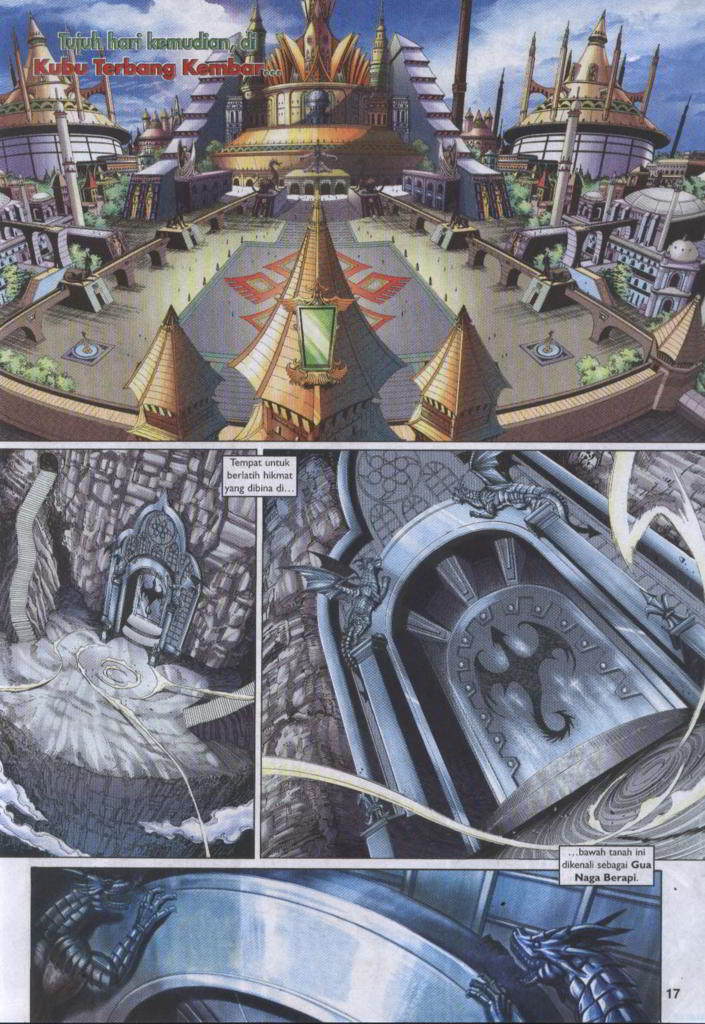 Tujuh hari kemudian, di
Kubu Terbang Kembar...
Tempat untuk
berlatih hikmat
yang dibina di...
...bawah tanah ini
dikenali sebagai Gua
Naga Berapi.
17